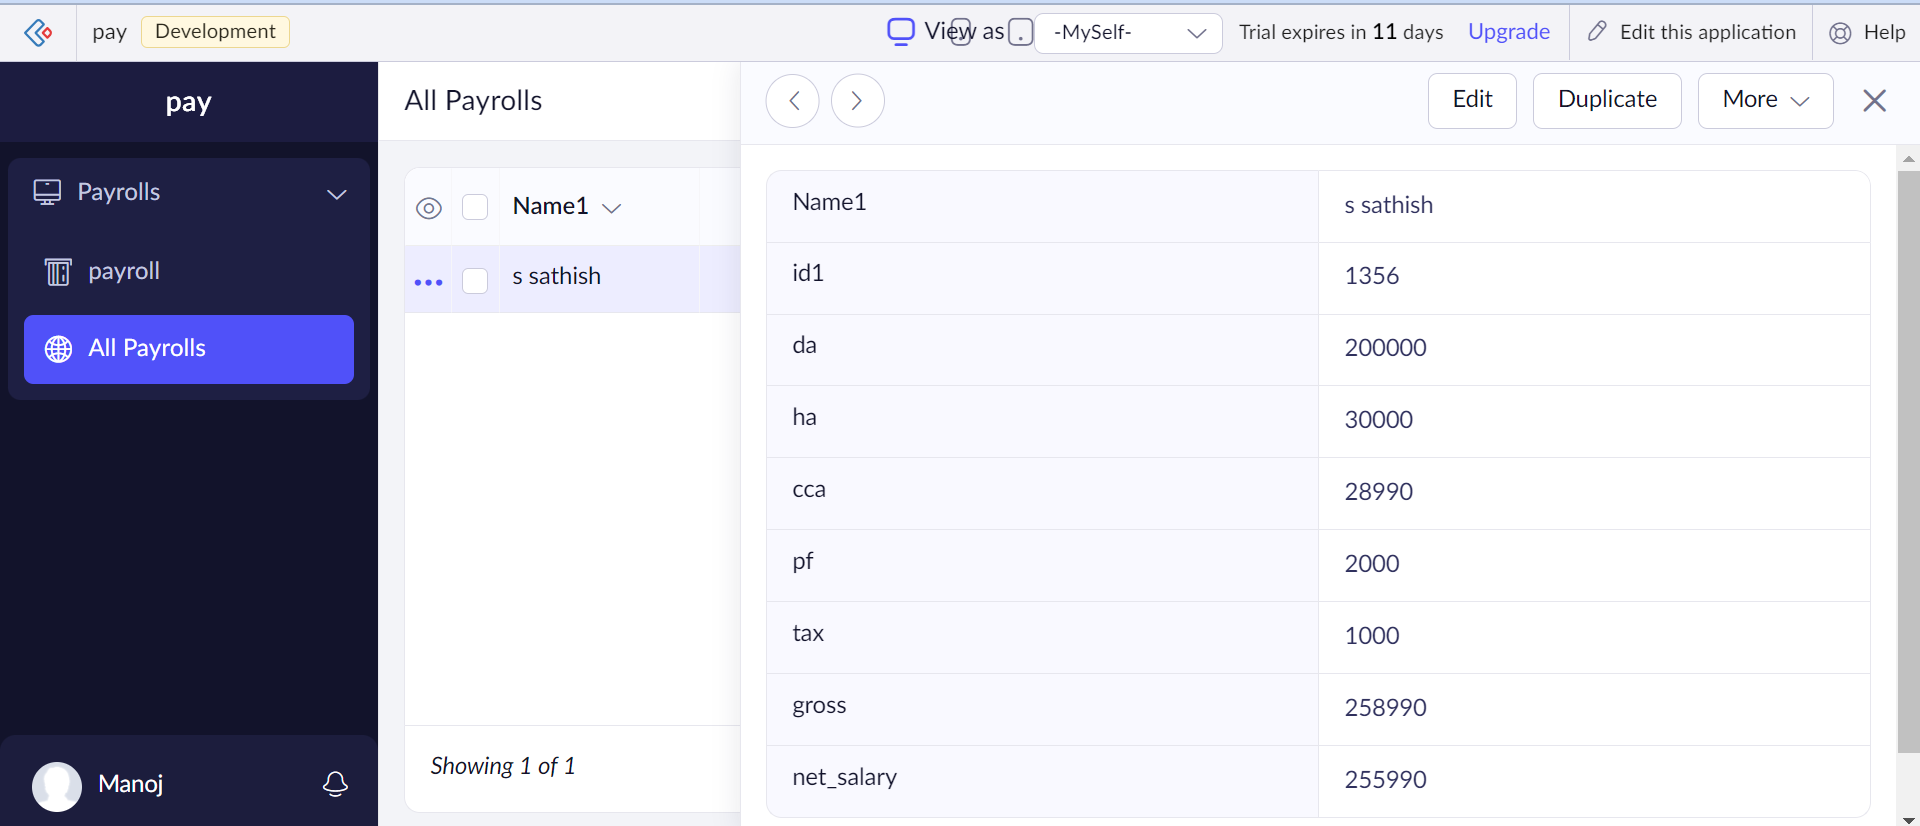 pay Development View as -MySelf- Trial expires in 11 days Upgrade Edit this application Help
pay
Payrolls
payroll
All Payrolls
Manoj
All Payrolls
Name1
s sathish
Showing 1 of 1
Edit Duplicate More
Name1 s sathish
id1 1356
da 200000
ha 30000
cca 28990
pf 2000
tax 1000
gross 258990
net_salary 255990